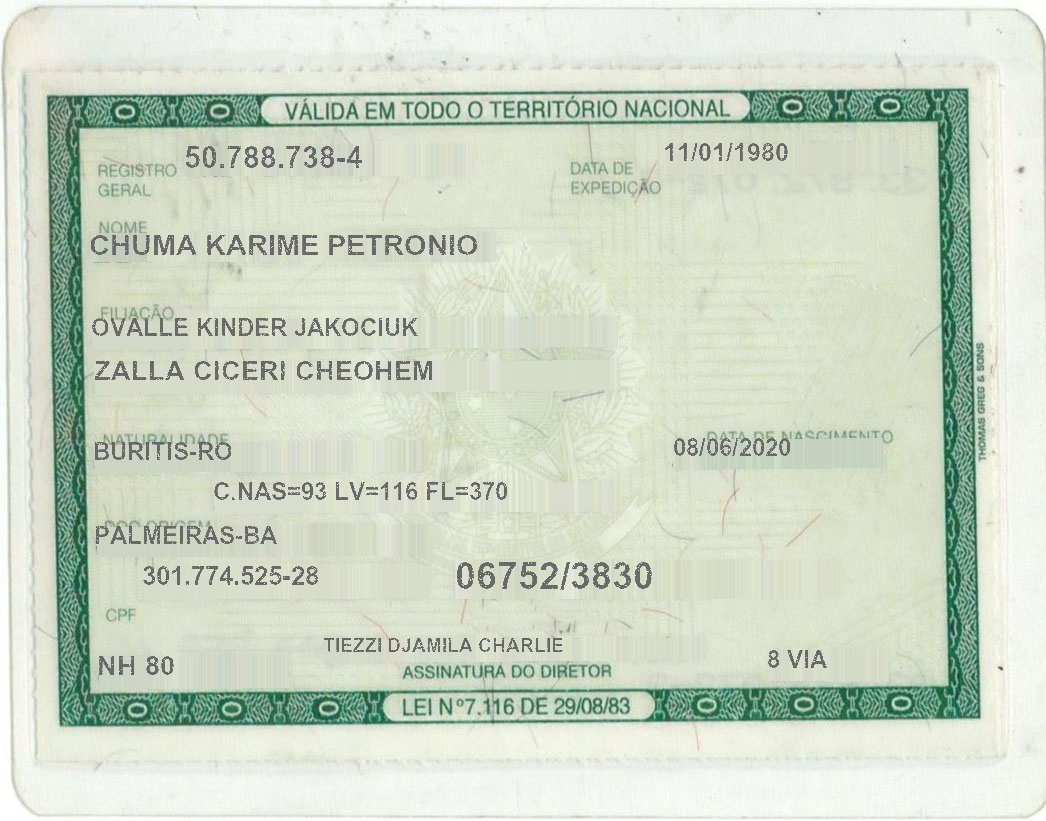 VÁLIDA EM TODO O TERRITÓRIO NACIONAL
REGISTRO GERAL 50.788.738-4
DATA DE EXPEDIÇÃO 11/01/1980
NOME
CHUMA KARIME PETRONIO
FILIAÇÃO
OVALLE KINDER JAKOCIUK
ZALLA CICERI CHEOHEM
NATURALIDADE
DATA DE NASCIMENTO
BURITIS-RO
08/06/2020
C.NAS=93 LV=116 FL=370
DOC ORIGEM
PALMEIRAS-BA
301.774.525-28
06752/3830
CPF
TIEZZI DJAMILA CHARLIE
NH 80
ASSINATURA DO DIRETOR
8 VIA
LEI Nº7.116 DE 29/08/83
THOMAS GREG & SONS